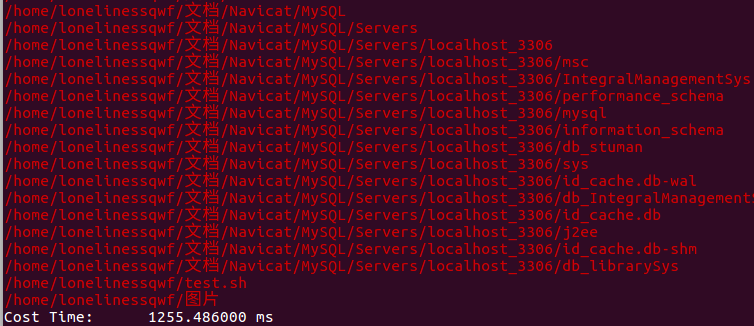 /home/lonelinessqwf/文档/Navicat/MySQL
/home/lonelinessqwf/文档/Navicat/MySQL/Servers
/home/lonelinessqwf/文档/Navicat/MySQL/Servers/localhost_3306
/home/lonelinessqwf/文档/Navicat/MySQL/Servers/localhost_3306/msc
/home/lonelinessqwf/文档/Navicat/MySQL/Servers/localhost_3306/IntegralManagementSys
/home/lonelinessqwf/文档/Navicat/MySQL/Servers/localhost_3306/performance_schema
/home/lonelinessqwf/文档/Navicat/MySQL/Servers/localhost_3306/mysql
/home/lonelinessqwf/文档/Navicat/MySQL/Servers/localhost_3306/information_schema
/home/lonelinessqwf/文档/Navicat/MySQL/Servers/localhost_3306/db_stuman
/home/lonelinessqwf/文档/Navicat/MySQL/Servers/localhost_3306/sys
/home/lonelinessqwf/文档/Navicat/MySQL/Servers/localhost_3306/id_cache.db-wal
/home/lonelinessqwf/文档/Navicat/MySQL/Servers/localhost_3306/db_IntegralManagementS
/home/lonelinessqwf/文档/Navicat/MySQL/Servers/localhost_3306/id_cache.db
/home/lonelinessqwf/文档/Navicat/MySQL/Servers/localhost_3306/j2ee
/home/lonelinessqwf/文档/Navicat/MySQL/Servers/localhost_3306/id_cache.db-shm
/home/lonelinessqwf/文档/Navicat/MySQL/Servers/localhost_3306/db_librarySys
/home/lonelinessqwf/test.sh
/home/lonelinessqwf/图片
Cost Time: 1255.486000 ms